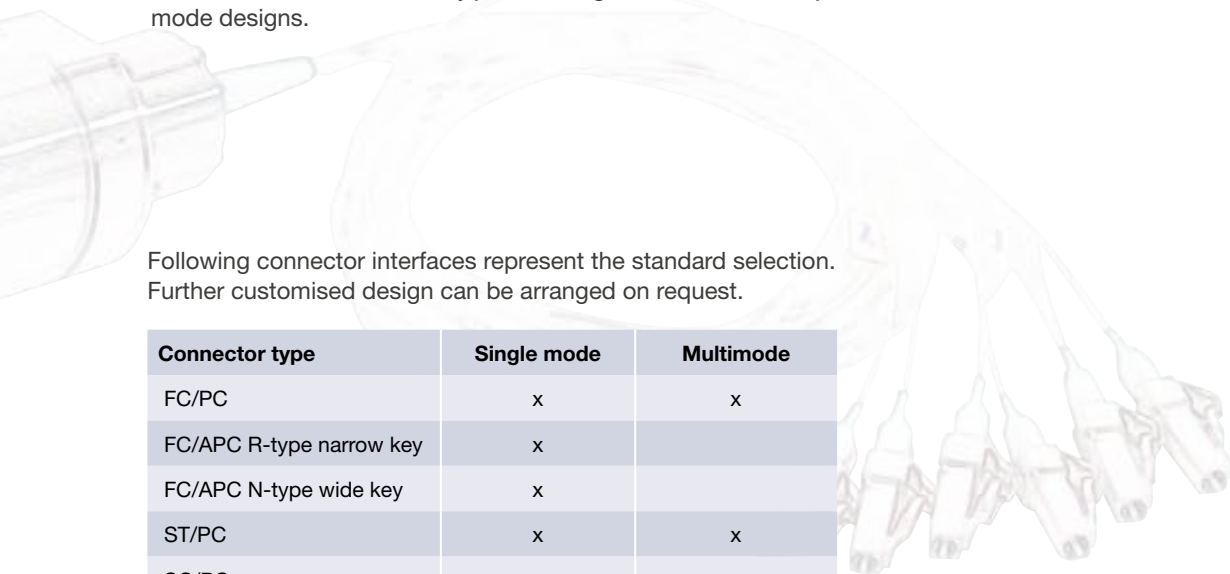 mode designs.
Following connector interfaces represent the standard selection.
Further customised design can be arranged on request.
Connector type Single mode Multimode
FC/PC x x
FC/APC R-type narrow key x
FC/APC N-type wide key x
ST/PC x x